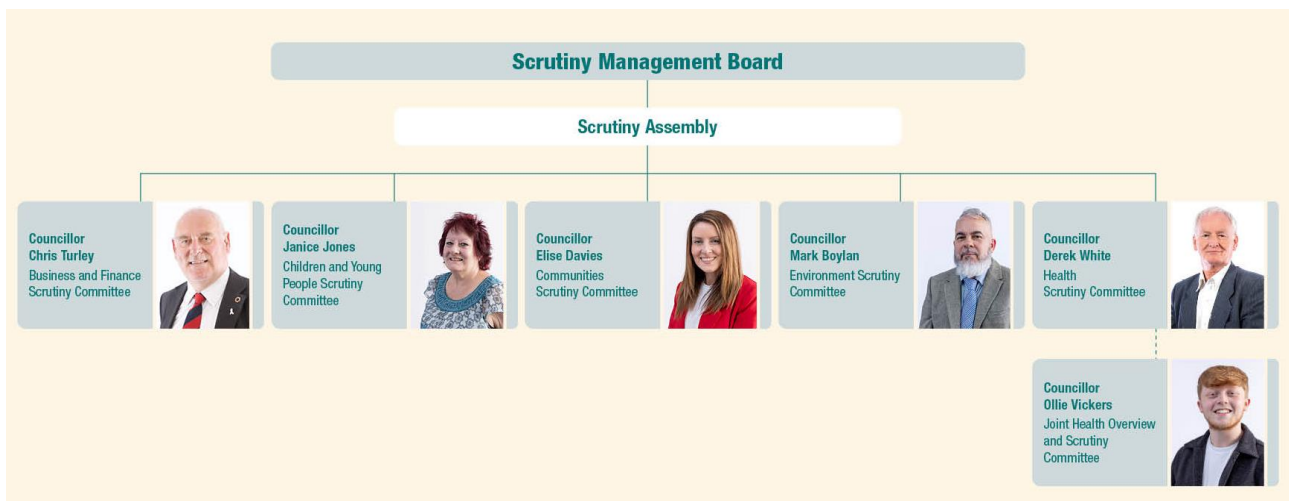 Scrutiny Management Board
Scrutiny Assembly
Councillor
Chris Turley
Business and Finance
Scrutiny Committee
Councillor
Janice Jones
Children and Young
People Scrutiny
Committee
Councillor
Elise Davies
Communities
Scrutiny Committee
Councillor
Mark Boylan
Environment Scrutiny
Committee
Councillor
Derek White
Health
Scrutiny Committee
Councillor
Ollie Vickers
Joint Health Overview
and Scrutiny
Committee